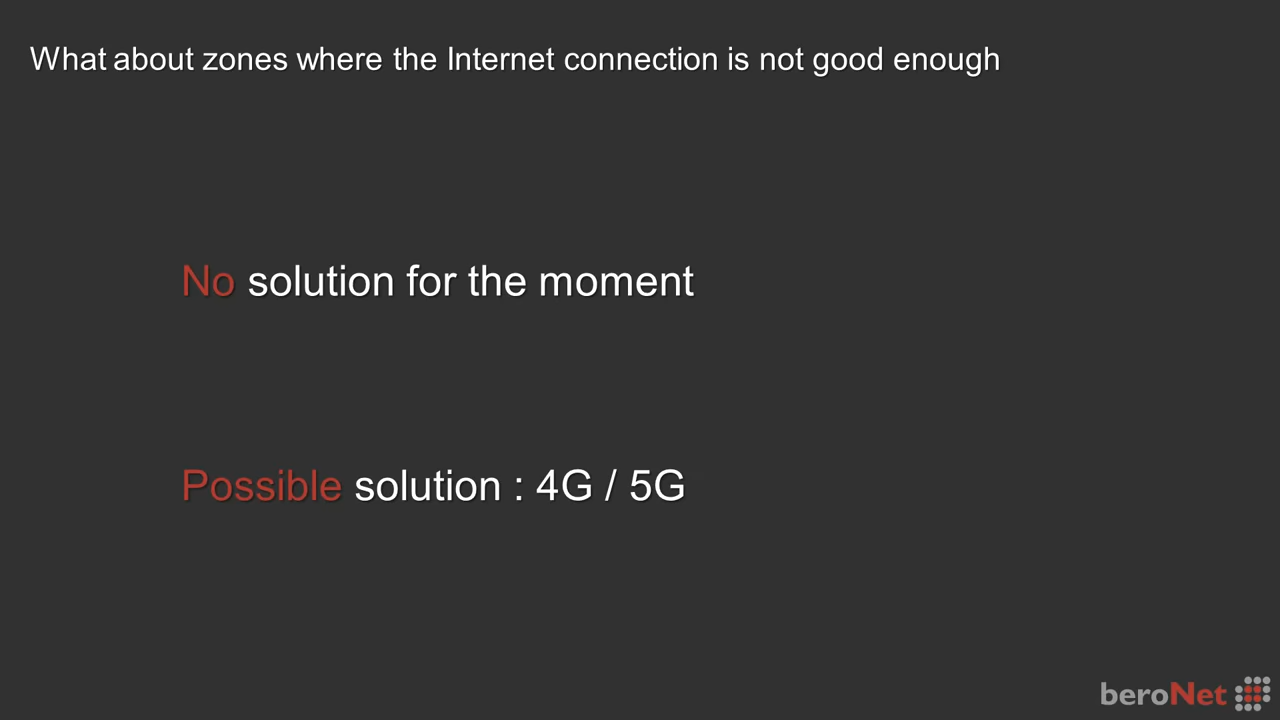 What about zones where the Internet connection is not good enough
No solution for the moment
Possible solution : 4G / 5G
beroNet